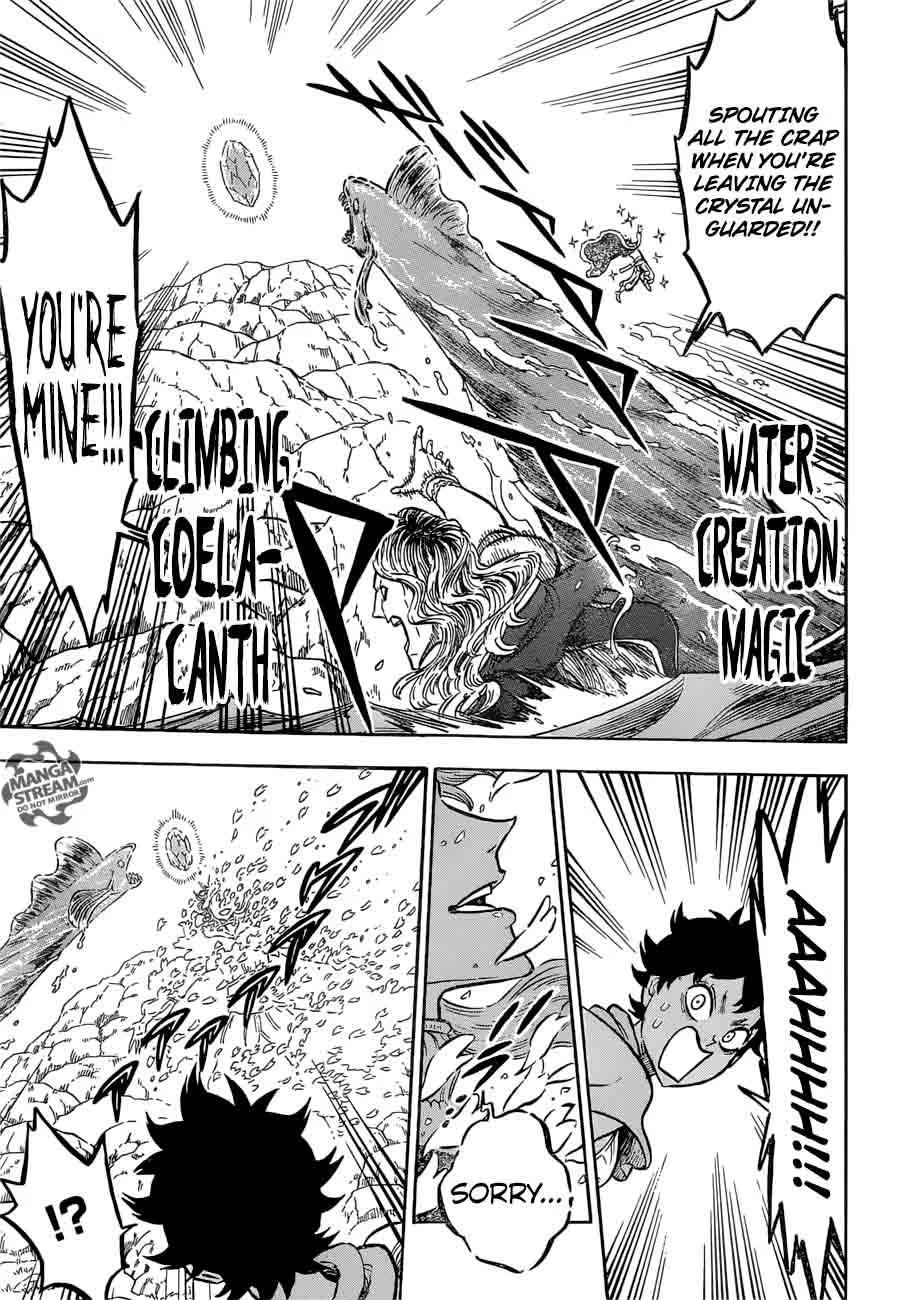 SPOUTING
ALL THE CRAP
WHEN YOU'RE
LEAVING THE
CRYSTAL UN-
GUARDED!!
WATER
CREATION
MAGIC
CLIMBING
COELA-
CANTH
YOU'RE
MINE!!!
AAAHHHH!!!
SORRY...
!?
MANGA
STREAM.com
DO NOT MIRROR